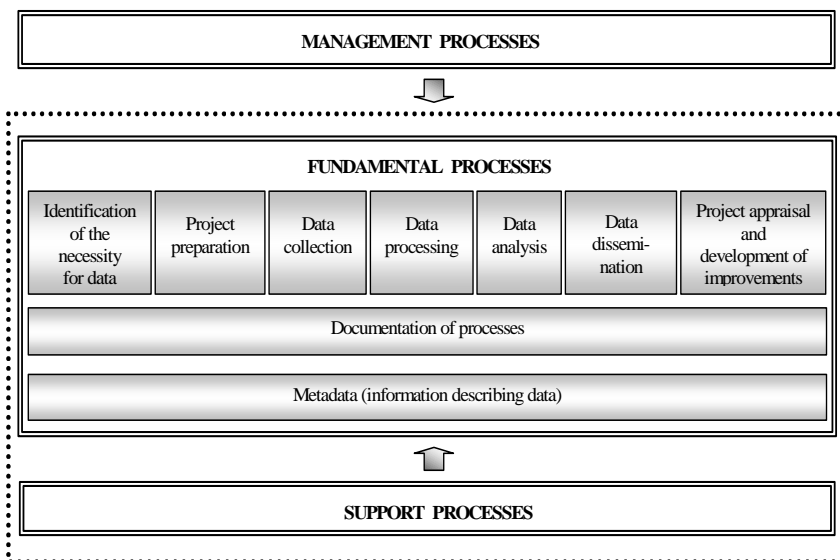 MANAGEMENT PROCESSES
FUNDAMENTAL PROCESSES
Identification
of the
necessity
for data
Project
preparation
Data
collection
Data
processing
Data
analysis
Data
dissemi-
nation
Project appraisal
and
development of
improvements
Documentation of processes
Metadata (information describing data)
SUPPORT PROCESSES